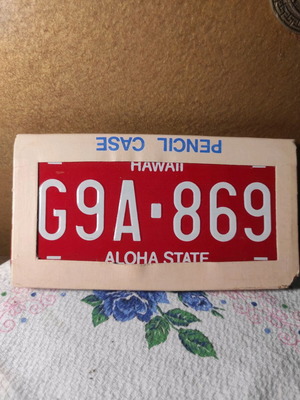 PENCIL CASE
HAWAII
G9A·869
ALOHA STATE